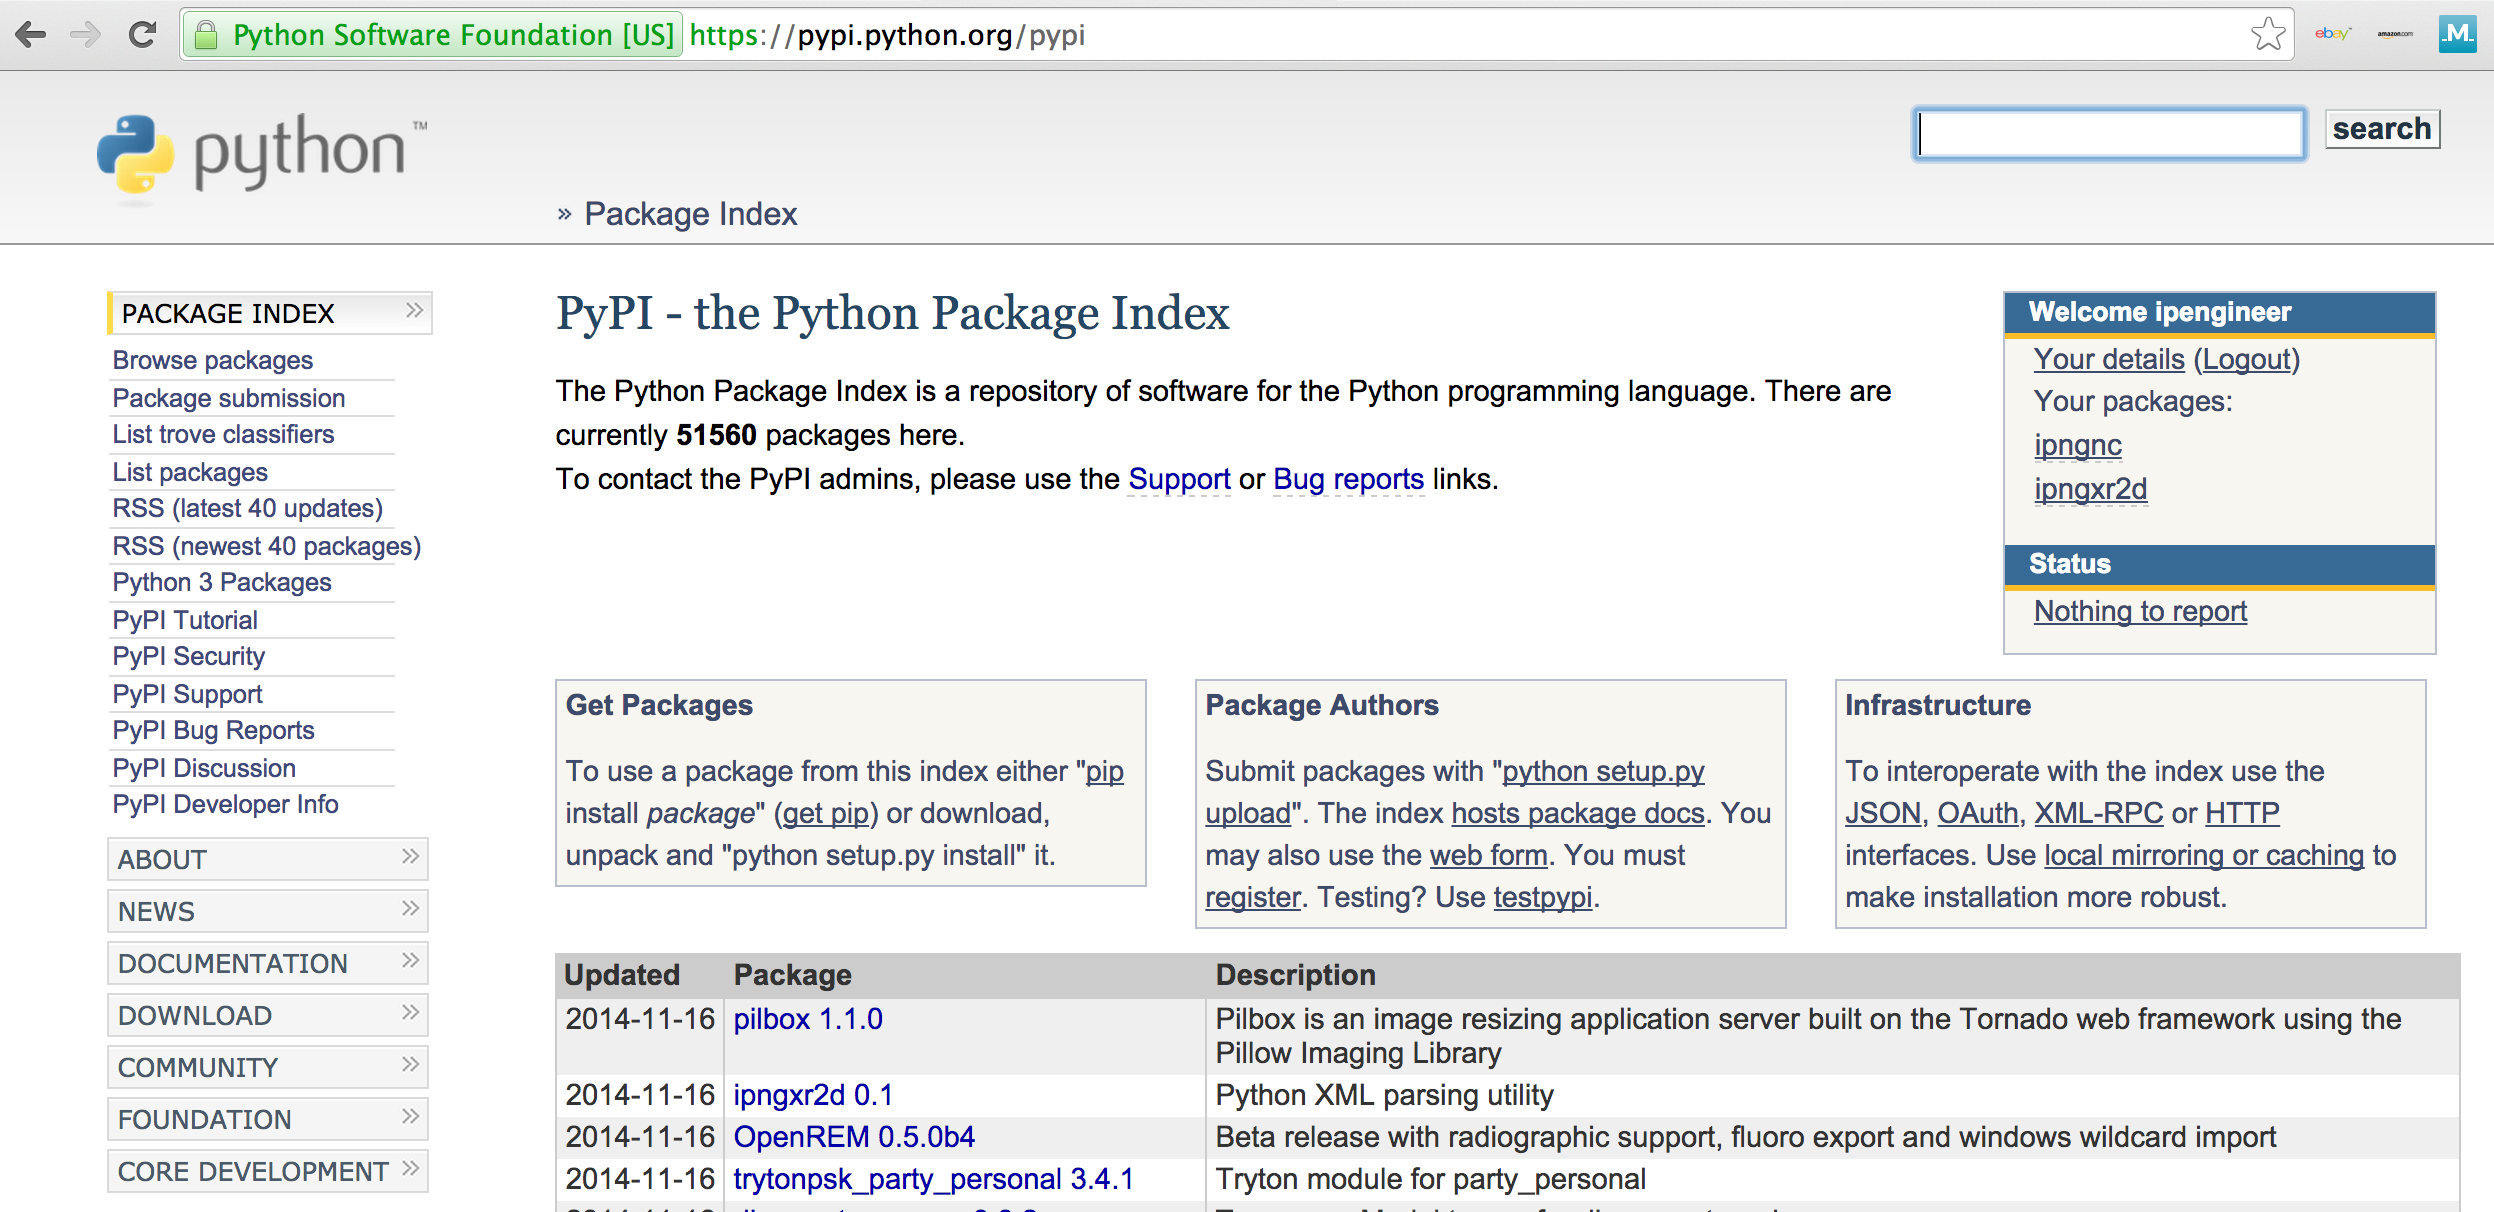 Python Software Foundation [US] https://pypi.python.org/pypi
ebay™ amazon.com .M.
python™
search
» Package Index
PACKAGE INDEX »
Browse packages
Package submission
List trove classifiers
List packages
RSS (latest 40 updates)
RSS (newest 40 packages)
Python 3 Packages
PyPI Tutorial
PyPI Security
PyPI Support
PyPI Bug Reports
PyPI Discussion
PyPI Developer Info
ABOUT »
NEWS »
DOCUMENTATION »
DOWNLOAD »
COMMUNITY »
FOUNDATION »
CORE DEVELOPMENT »
PyPI - the Python Package Index
The Python Package Index is a repository of software for the Python programming language. There are
currently 51560 packages here.
To contact the PyPI admins, please use the Support or Bug reports links.
Welcome ipengineer
Your details (Logout)
Your packages:
ipngnc
ipngxr2d
Status
Nothing to report
Get Packages
To use a package from this index either "pip
install package" (get pip) or download,
unpack and "python setup.py install" it.
Package Authors
Submit packages with "python setup.py
upload". The index hosts package docs. You
may also use the web form. You must
register. Testing? Use testpypi.
Infrastructure
To interoperate with the index use the
JSON, OAuth, XML-RPC or HTTP
interfaces. Use local mirroring or caching to
make installation more robust.
Updated Package Description
2014-11-16 pilbox 1.1.0 Pilbox is an image resizing application server built on the Tornado web framework using the
Pillow Imaging Library
2014-11-16 ipngxr2d 0.1 Python XML parsing utility
2014-11-16 OpenREM 0.5.0b4 Beta release with radiographic support, fluoro export and windows wildcard import
2014-11-16 trytonpsk_party_personal 3.4.1 Tryton module for party_personal